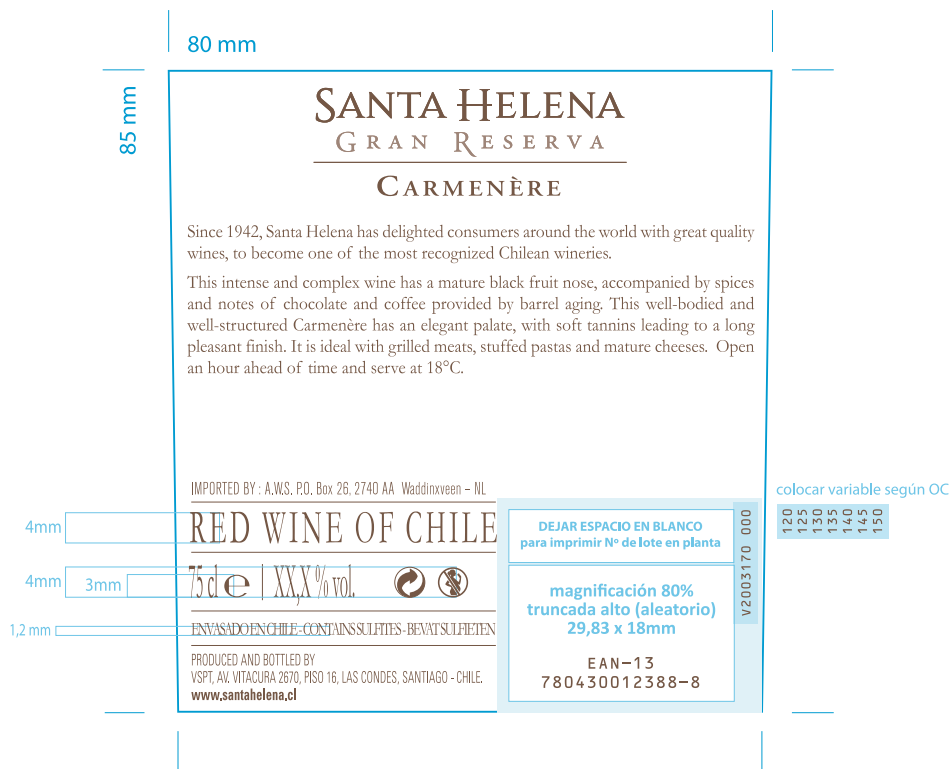 80 mm
85 mm
SANTA HELENA
GRAN RESERVA
CARMENÈRE
Since 1942, Santa Helena has delighted consumers around the world with great quality
wines, to become one of the most recognized Chilean wineries.
This intense and complex wine has a mature black fruit nose, accompanied by spices
and notes of chocolate and coffee provided by barrel aging. This well-bodied and
well-structured Carmenère has an elegant palate, with soft tannins leading to a long
pleasant finish. It is ideal with grilled meats, stuffed pastas and mature cheeses. Open
an hour ahead of time and serve at 18°C.
IMPORTED BY : A.W.S. P.O. Box 26, 2740 AA Waddinxveen – NL
4mm
RED WINE OF CHILE
4mm
3mm
75 cl e | XX,X % vol.
1,2 mm
ENVASADO EN CHILE - CONTAINS SULFITES - BEVAT SULFIETEN
PRODUCED AND BOTTLED BY
VSPT, AV. VITACURA 2670, PISO 16, LAS CONDES, SANTIAGO - CHILE.
www.santahelena.cl
DEJAR ESPACIO EN BLANCO
para imprimir Nº de lote en planta
magnificación 80%
truncada alto (aleatorio)
29,83 x 18mm
EAN-13
780430012388-8
V2003170 000
colocar variable según OC
120
125
130
135
140
145
150